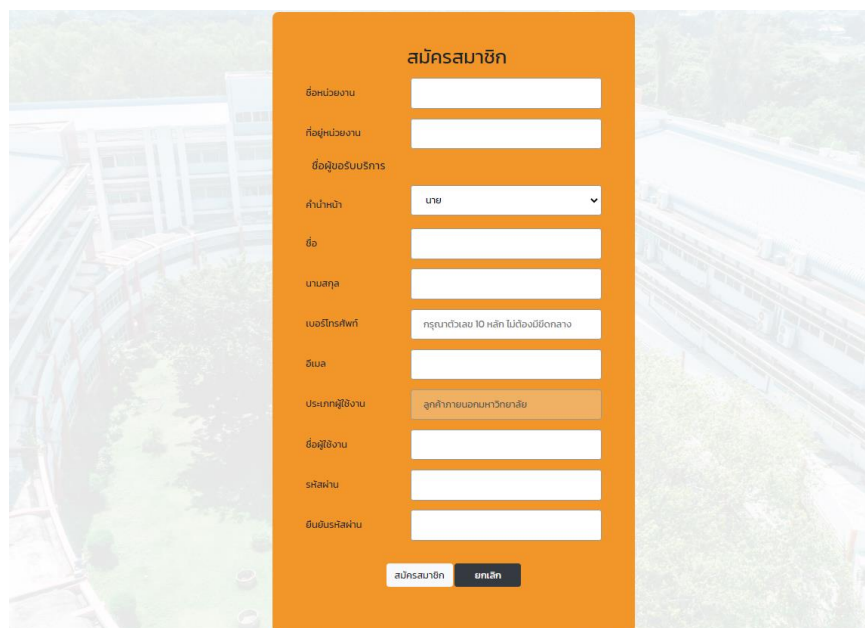 สมัครสมาชิก
ชื่อหน่วยงาน
ที่อยู่หน่วยงาน
ชื่อผู้ขอรับบริการ
คำนำหน้า นาย
ชื่อ
นามสกุล
เบอร์โทรศัพท์ กรุณาตัวเลข 10 หลัก ไม่ต้องมีขีดกลาง
อีเมล
ประเภทผู้ใช้งาน ลูกค้าภายนอกมหาวิทยาลัย
ชื่อผู้ใช้งาน
รหัสผ่าน
ยืนยันรหัสผ่าน
สมัครสมาชิก ยกเลิก